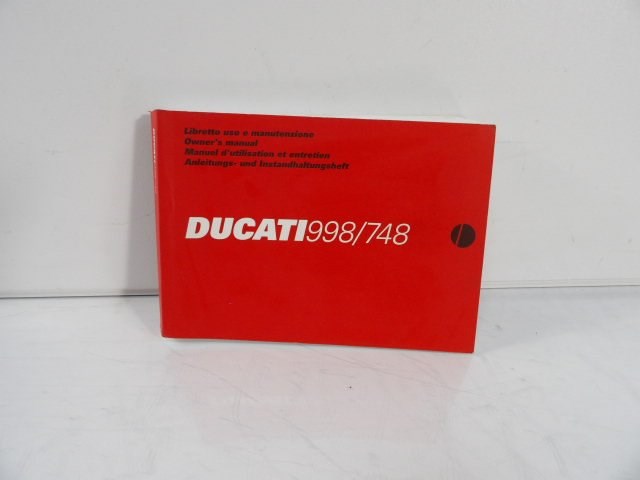 Libretto uso e manutenzione
Owner's manual
Manuel d'utilisation et entretien
Anleitungs- und Instandhaltungsheft
DUCATI998/748